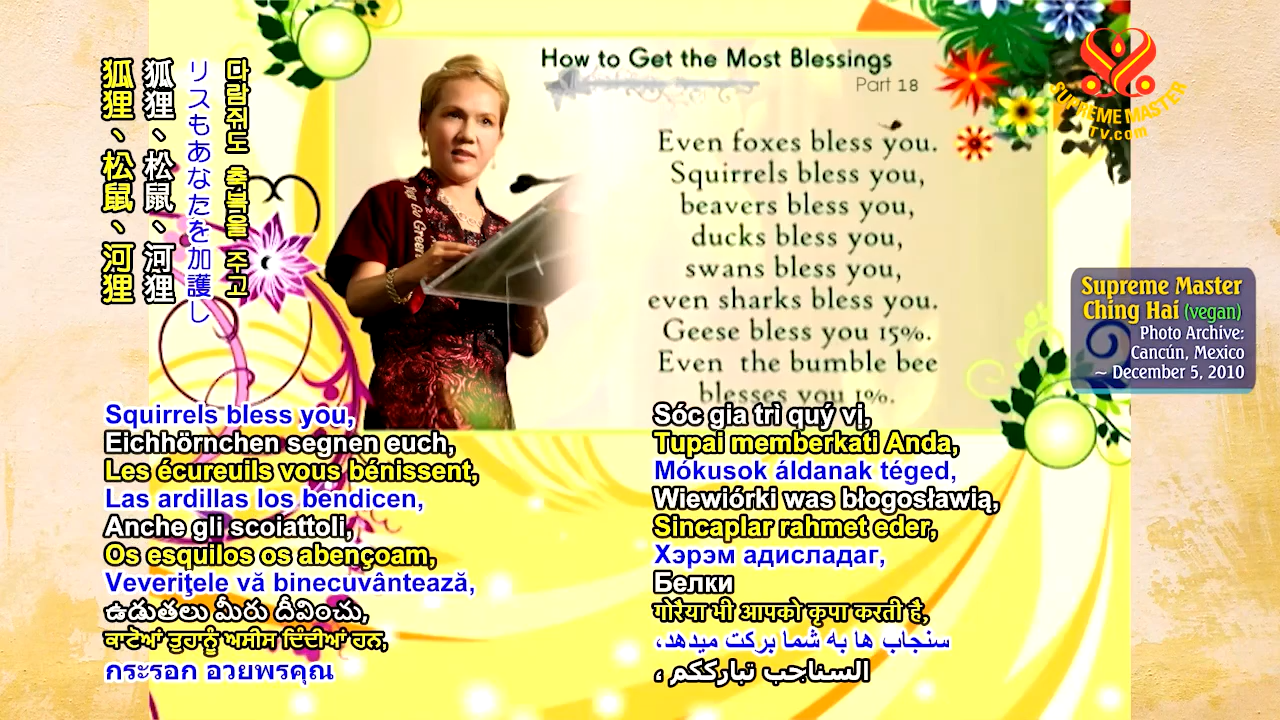 How to Get the Most Blessings
Part 18
Even foxes bless you.
Squirrels bless you,
beavers bless you,
ducks bless you,
swans bless you,
even sharks bless you.
Geese bless you 15%.
Even the bumble bee
blesses you 1%.
SUPREME MASTER
TV.com
Supreme Master
Ching Hai (vegan)
Photo Archive:
Cancún, Mexico
~ December 5, 2010
다람쥐도 축복을 주고
リスもあなたを加護し
狐狸、松鼠、河狸
狐狸、松鼠、河狸
Squirrels bless you,
Eichhörnchen segnen euch,
Les écureuils vous bénissent,
Las ardillas los bendicen,
Anche gli scoiattoli,
Os esquilos os abençoam,
Veveriţele vă binecuvântează,
ఉడుతలు మీరు దీవించు,
ਕਾਟੋਆਂ ਤੁਹਾਨੂੰ ਅਸੀਸ ਦਿੰਦੀਆਂ ਹਨ,
กระรอก อวยพรคุณ
Sóc gia trì quý vị,
Tupai memberkati Anda,
Mókusok áldanak téged,
Wiewiórki was błogosławią,
Sincaplar rahmet eder,
Хэрэм адисладаг,
Белки
गोरैया भी आपको कृपा करती है,
سنجاب ها به شما برکت میدهد،
السناجب تبارككم ،